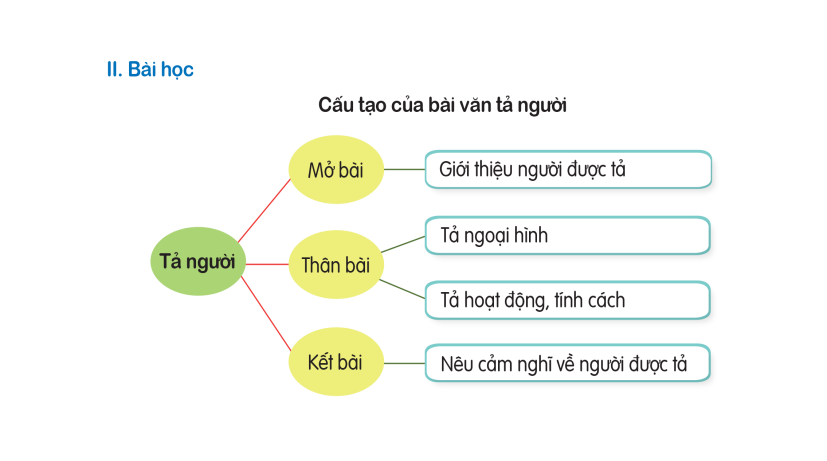 II. Bài học
Cấu tạo của bài văn tả người
Tả người
Mở bài
Giới thiệu người được tả
Thân bài
Tả ngoại hình
Tả hoạt động, tính cách
Kết bài
Nêu cảm nghĩ về người được tả